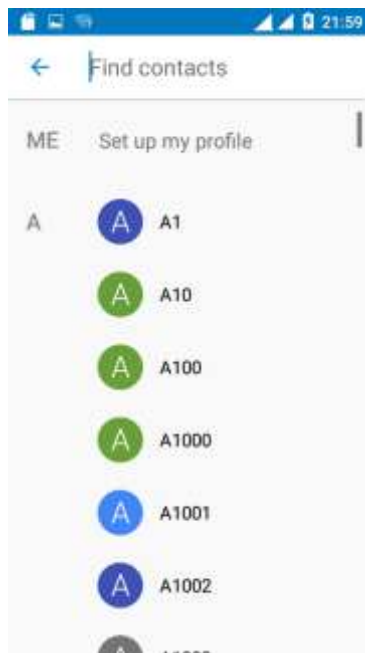 21:59
Find contacts
ME Set up my profile
A A A1
A A10
A A100
A A1000
A A1001
A A1002